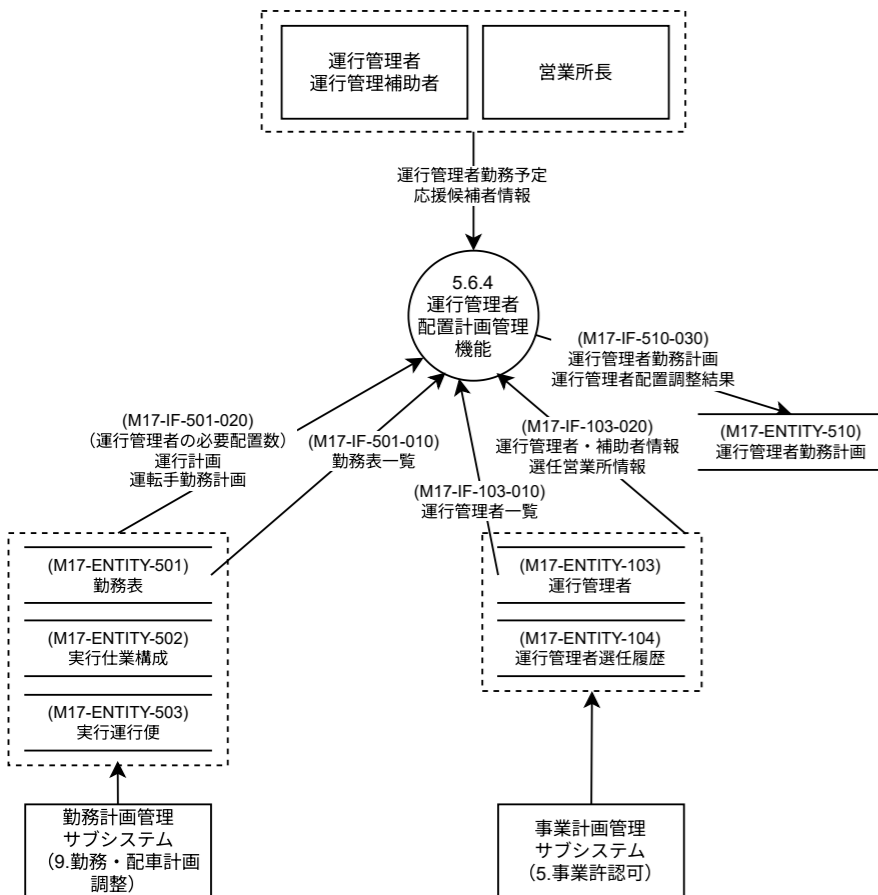 運行管理者
運行管理補助者
営業所長
運行管理者勤務予定
応援候補者情報
5.6.4
運行管理者
配置計画管理
機能
(M17-IF-510-030)
運行管理者勤務計画
運行管理者配置調整結果
(M17-ENTITY-510)
運行管理者勤務計画
(M17-IF-501-020)
（運行管理者の必要配置数）
運行計画
運転手勤務計画
(M17-IF-501-010)
勤務表一覧
(M17-IF-103-010)
運行管理者一覧
(M17-IF-103-020)
運行管理者・補助者情報
選任営業所情報
(M17-ENTITY-501)
勤務表
(M17-ENTITY-502)
実行仕業構成
(M17-ENTITY-503)
実行運行便
(M17-ENTITY-103)
運行管理者
(M17-ENTITY-104)
運行管理者選任履歴
勤務計画管理
サブシステム
（9.勤務・配車計画
調整）
事業計画管理
サブシステム
（5.事業許認可）